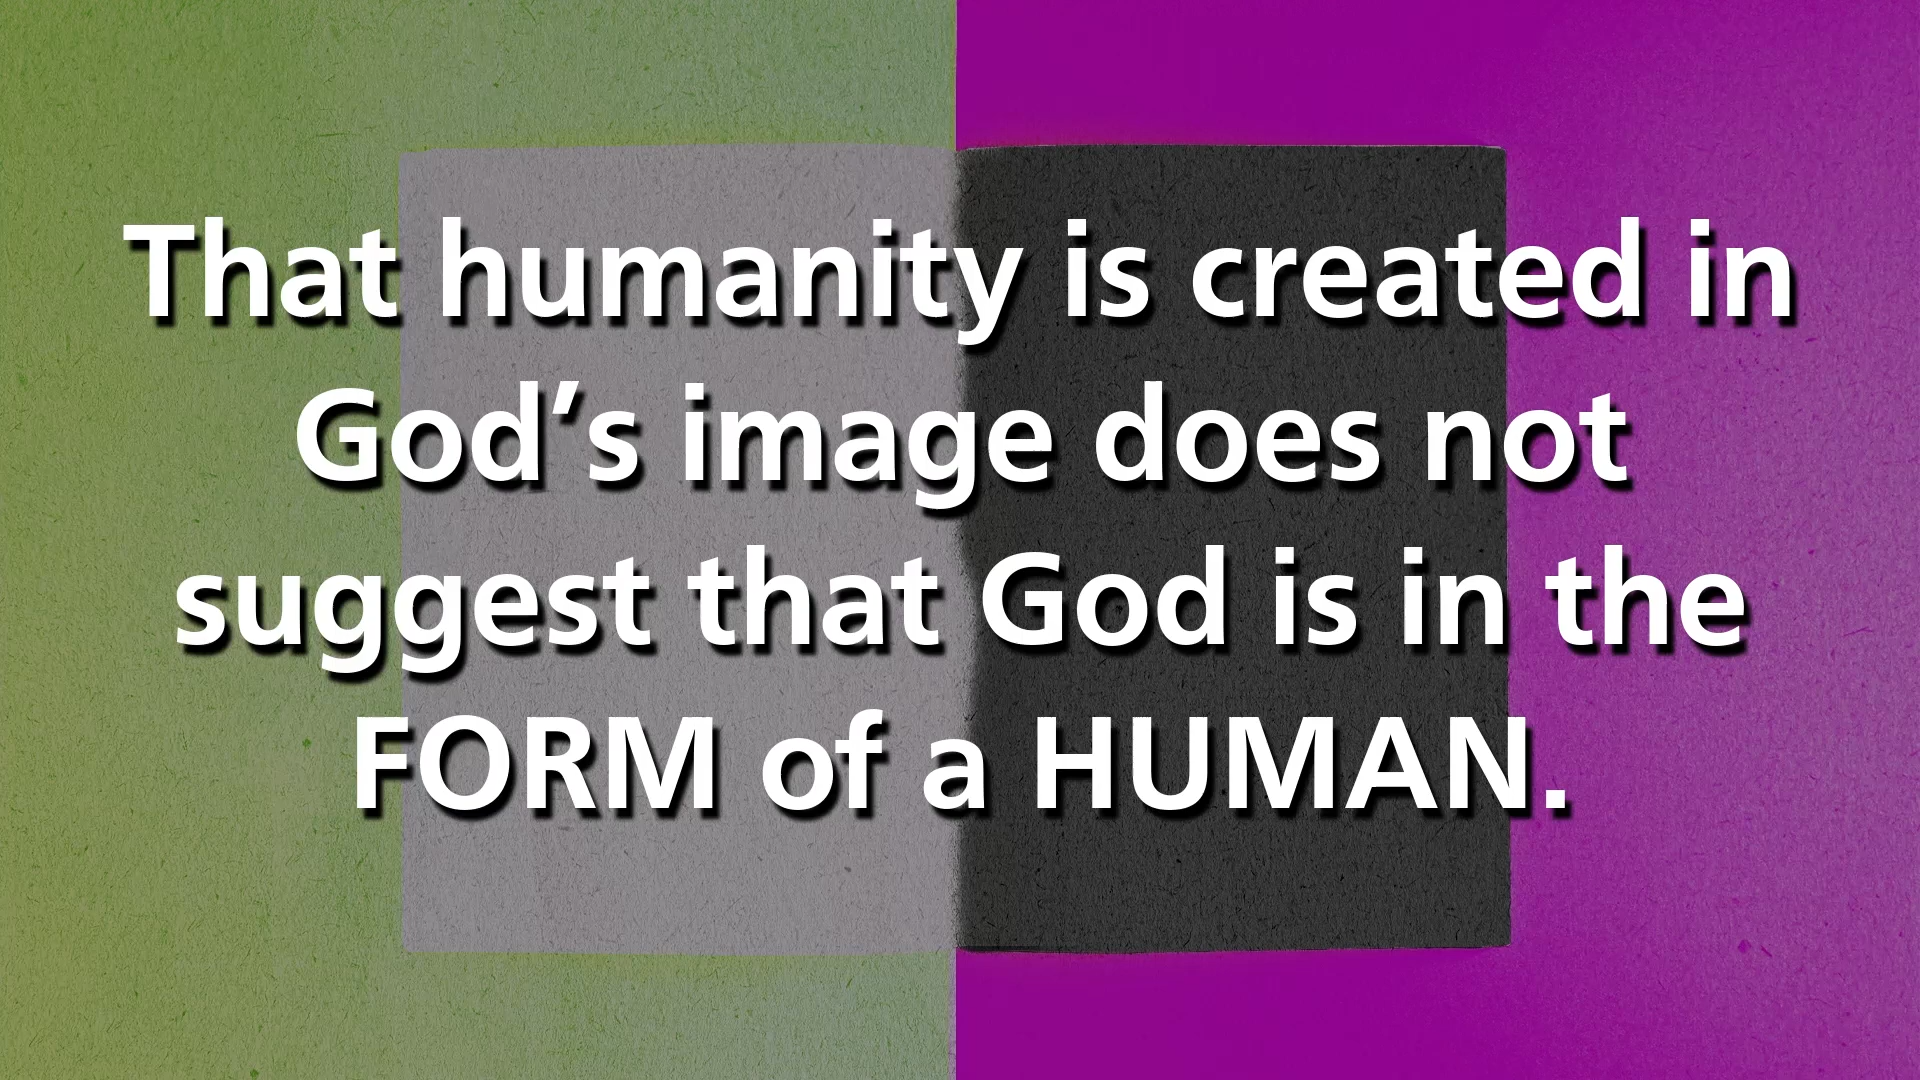 That humanity is created in
God’s image does not
suggest that God is in the
FORM of a HUMAN.